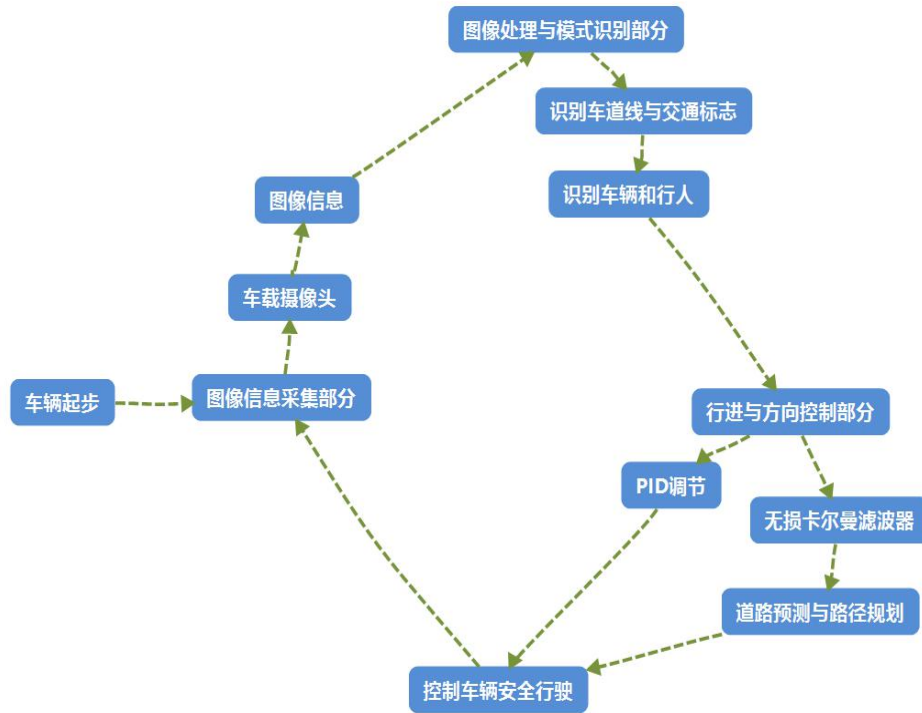 图像处理与模式识别部分
识别车道线与交通标志
识别车辆和行人
图像信息
车载摄像头
车辆起步
图像信息采集部分
行进与方向控制部分
PID调节
无损卡尔曼滤波器
道路预测与路径规划
控制车辆安全行驶